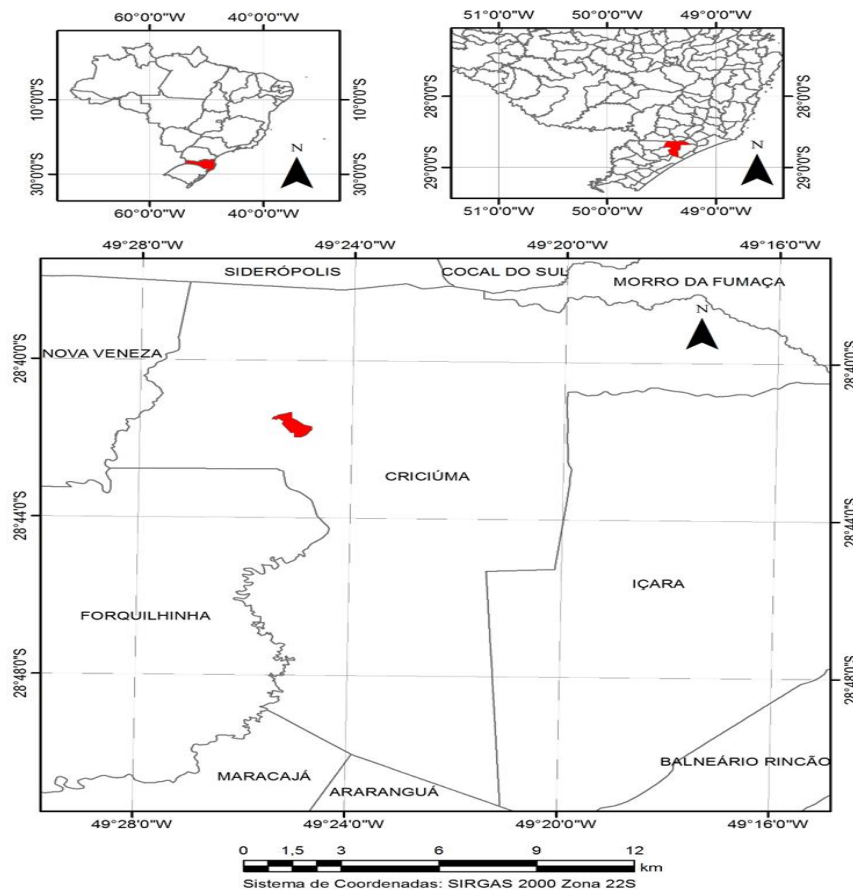 60°0'0"W 40°0'0"W
51°0'0"W 50°0'0"W 49°0'0"W
10°0'0"S
10°0'0"S
30°0'0"S
30°0'0"S
N
28°0'0"S
28°0'0"S
29°0'0"S
29°0'0"S
N
60°0'0"W 40°0'0"W
51°0'0"W 50°0'0"W 49°0'0"W
49°28'0"W 49°24'0"W 49°20'0"W 49°16'0"W
SIDERÓPOLIS
COCAL DO SUL
MORRO DA FUMAÇA
N
NOVA VENEZA
28°40'0"S
28°40'0"S
CRICIÚMA
28°44'0"S
28°44'0"S
IÇARA
FORQUILHINHA
28°48'0"S
28°48'0"S
BALNEÁRIO RINCÃO
MARACAJÁ
ARARANGUÁ
49°28'0"W 49°24'0"W 49°20'0"W 49°16'0"W
0 1,5 3 6 9 12
km
Sistema de Coordenadas: SIRGAS 2000 Zona 22S